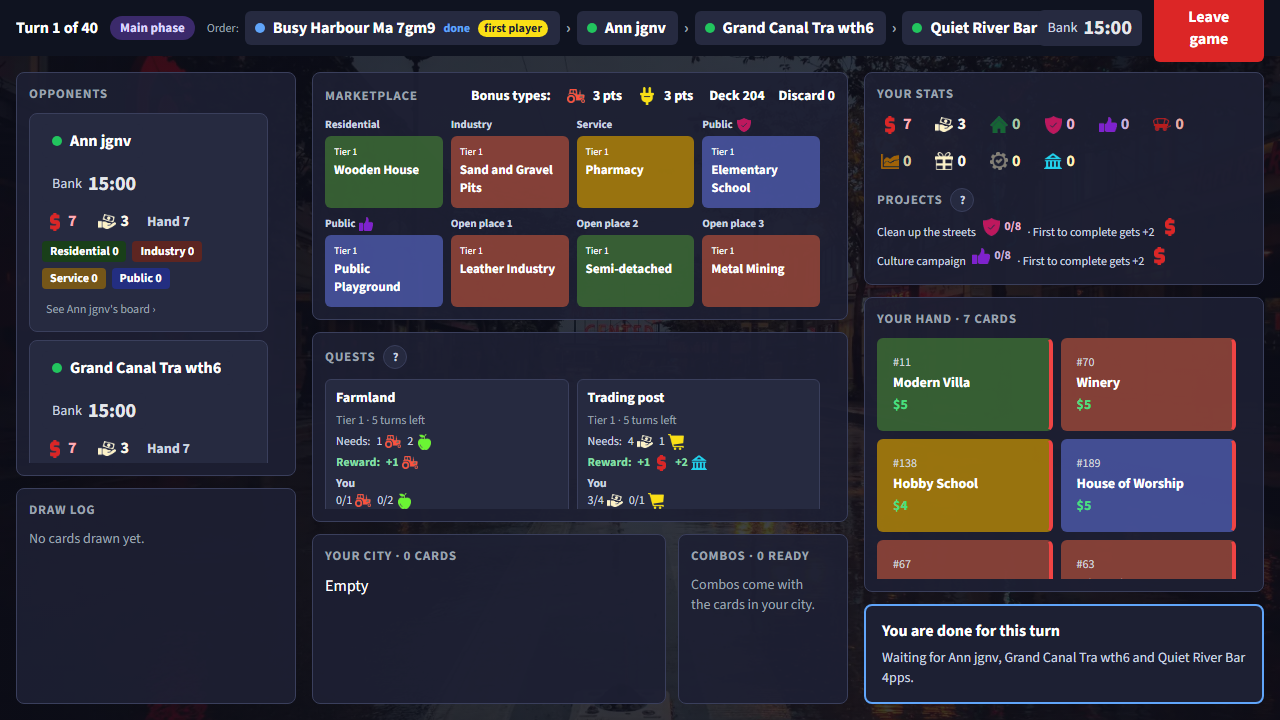 Turn 1 of 40 Main phase Order: Busy Harbour Ma 7gm9 done first player › Ann jgnv › Grand Canal Tra wth6 › Quiet River Bar Bank 15:00 Leave game
OPPONENTS
Ann jgnv
Bank 15:00
7 3 Hand 7
Residential 0 Industry 0
Service 0 Public 0
See Ann jgnv's board ›
Grand Canal Tra wth6
Bank 15:00
7 3 Hand 7
DRAW LOG
No cards drawn yet.
MARKETPLACE Bonus types: 3 pts 3 pts Deck 204 Discard 0
Residential Industry Service Public
Tier 1 Tier 1 Tier 1 Tier 1
Wooden House Sand and Gravel Pits Pharmacy Elementary School
Public Open place 1 Open place 2 Open place 3
Tier 1 Tier 1 Tier 1 Tier 1
Public Playground Leather Industry Semi-detached Metal Mining
QUESTS ?
Farmland
Tier 1 · 5 turns left
Needs: 1 2
Reward: +1
You
0/1 0/2
Trading post
Tier 1 · 5 turns left
Needs: 4 1
Reward: +1 +2
You
3/4 0/1
YOUR CITY · 0 CARDS
Empty
COMBOS · 0 READY
Combos come with
the cards in your city.
YOUR STATS
7 3 0 0 0 0
0 0 0 0
PROJECTS ?
Clean up the streets 0/8 · First to complete gets +2
Culture campaign 0/8 · First to complete gets +2
YOUR HAND · 7 CARDS
#11 #70
Modern Villa Winery
$5 $5
#138 #189
Hobby School House of Worship
$4 $5
#67 #63
You are done for this turn
Waiting for Ann jgnv, Grand Canal Tra wth6 and Quiet River Bar
4pps.